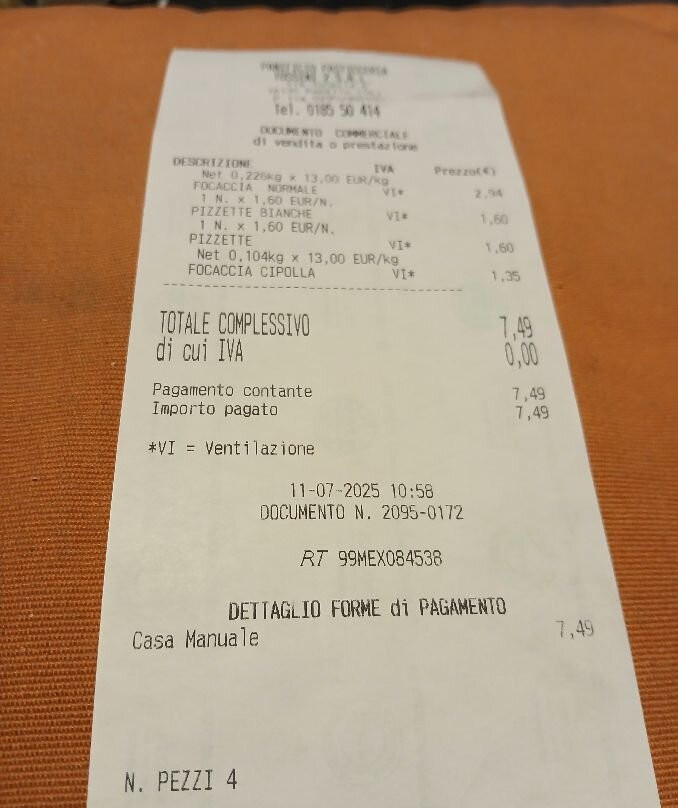 Tel. 0185 50 414
DOCUMENTO COMMERCIALE
di vendita o prestazione
DESCRIZIONE IVA Prezzo(€)
Net 0,226kg x 13,00 EUR/kg
FOCACCIA NORMALE VI* 2,94
1 N. x 1,60 EUR/N.
PIZZETTE BIANCHE VI* 1,60
1 N. x 1,60 EUR/N.
PIZZETTE VI* 1,60
Net 0,104kg x 13,00 EUR/kg
FOCACCIA CIPOLLA VI* 1,35
TOTALE COMPLESSIVO 7,49
di cui IVA 0,00
Pagamento contante 7,49
Importo pagato 7,49
*VI = Ventilazione
11-07-2025 10:58
DOCUMENTO N. 2095-0172
RT 99MEX084538
DETTAGLIO FORME di PAGAMENTO
Casa Manuale 7,49
N. PEZZI 4